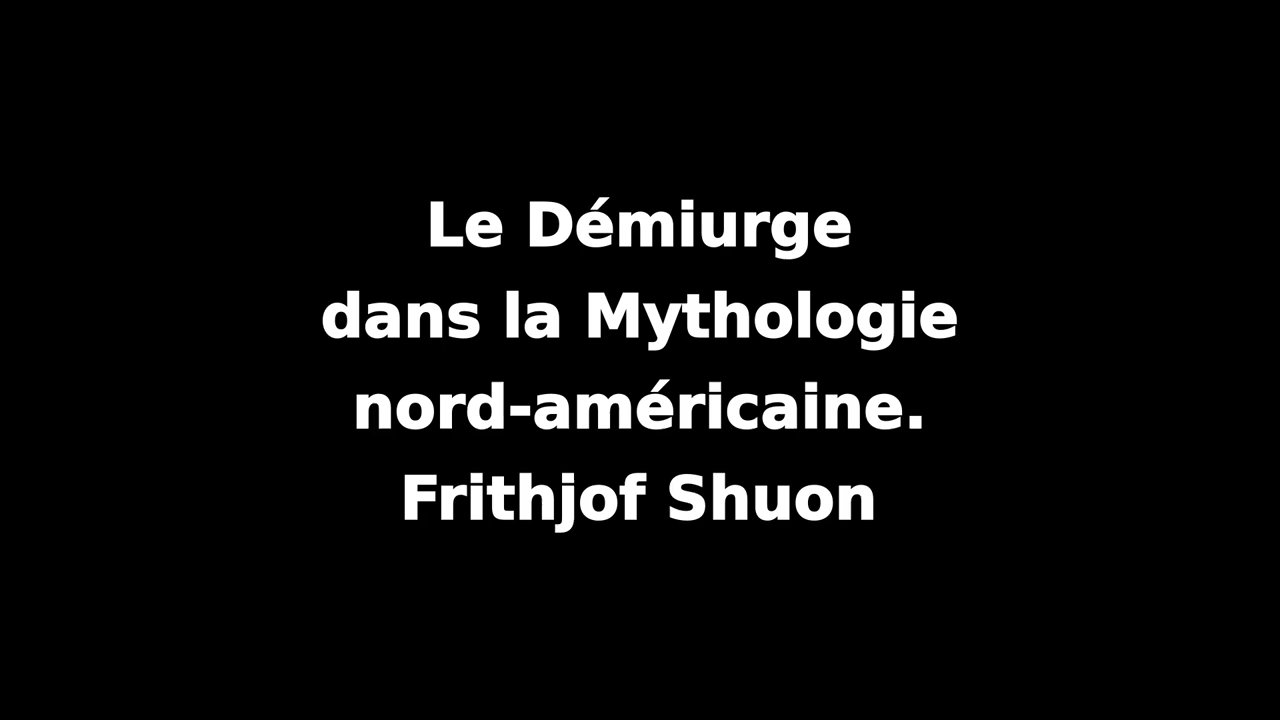 Le Démiurge
dans la Mythologie
nord-américaine.
Frithjof Shuon